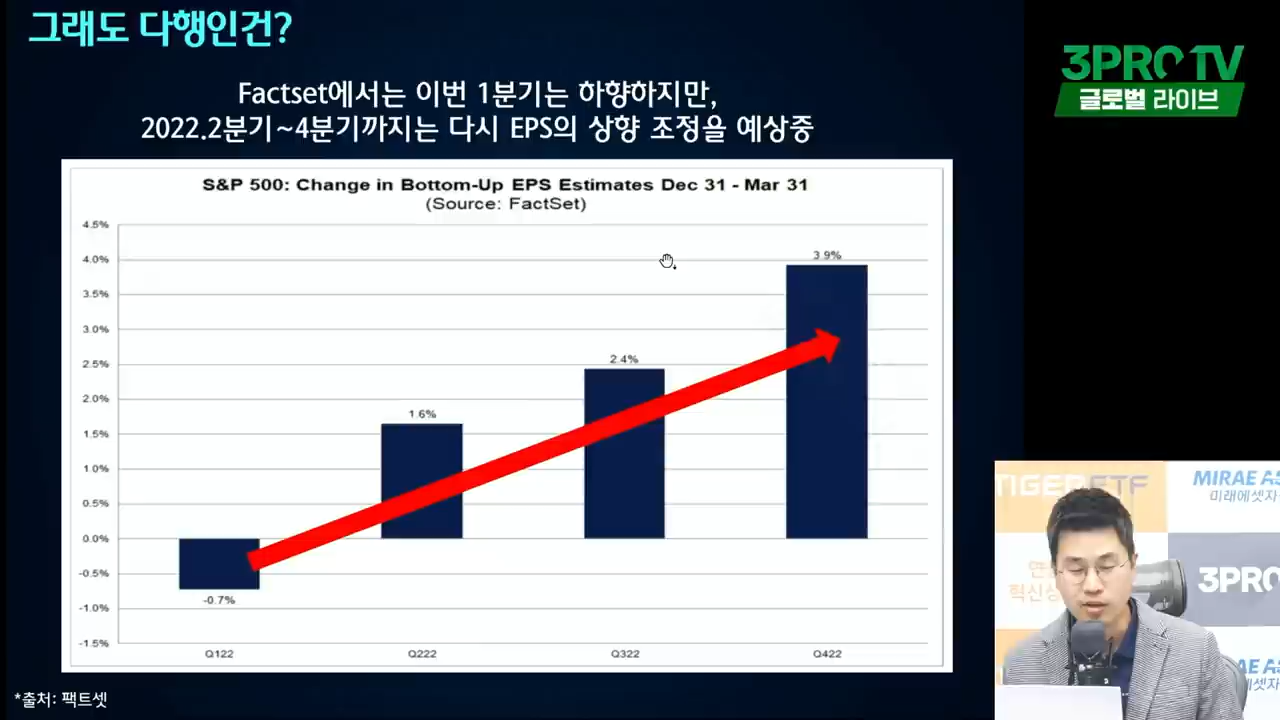 그래도 다행인건?
3PRO TV
글로벌 라이브
Factset에서는 이번 1분기는 하향하지만,
2022.2분기~4분기까지는 다시 EPS의 상향 조정을 예상중
S&P 500: Change in Bottom-Up EPS Estimates Dec 31 - Mar 31
(Source: FactSet)
4.5%
4.0%
3.5%
3.0%
2.5%
2.0%
1.5%
1.0%
0.5%
0.0%
-0.5%
-1.0%
-1.5%
-0.7%
1.6%
2.4%
3.9%
Q122
Q222
Q322
Q422
*출처: 팩트셋
TIGER ETF
MIRAE AS
미래에셋자
3PRO
혁신상